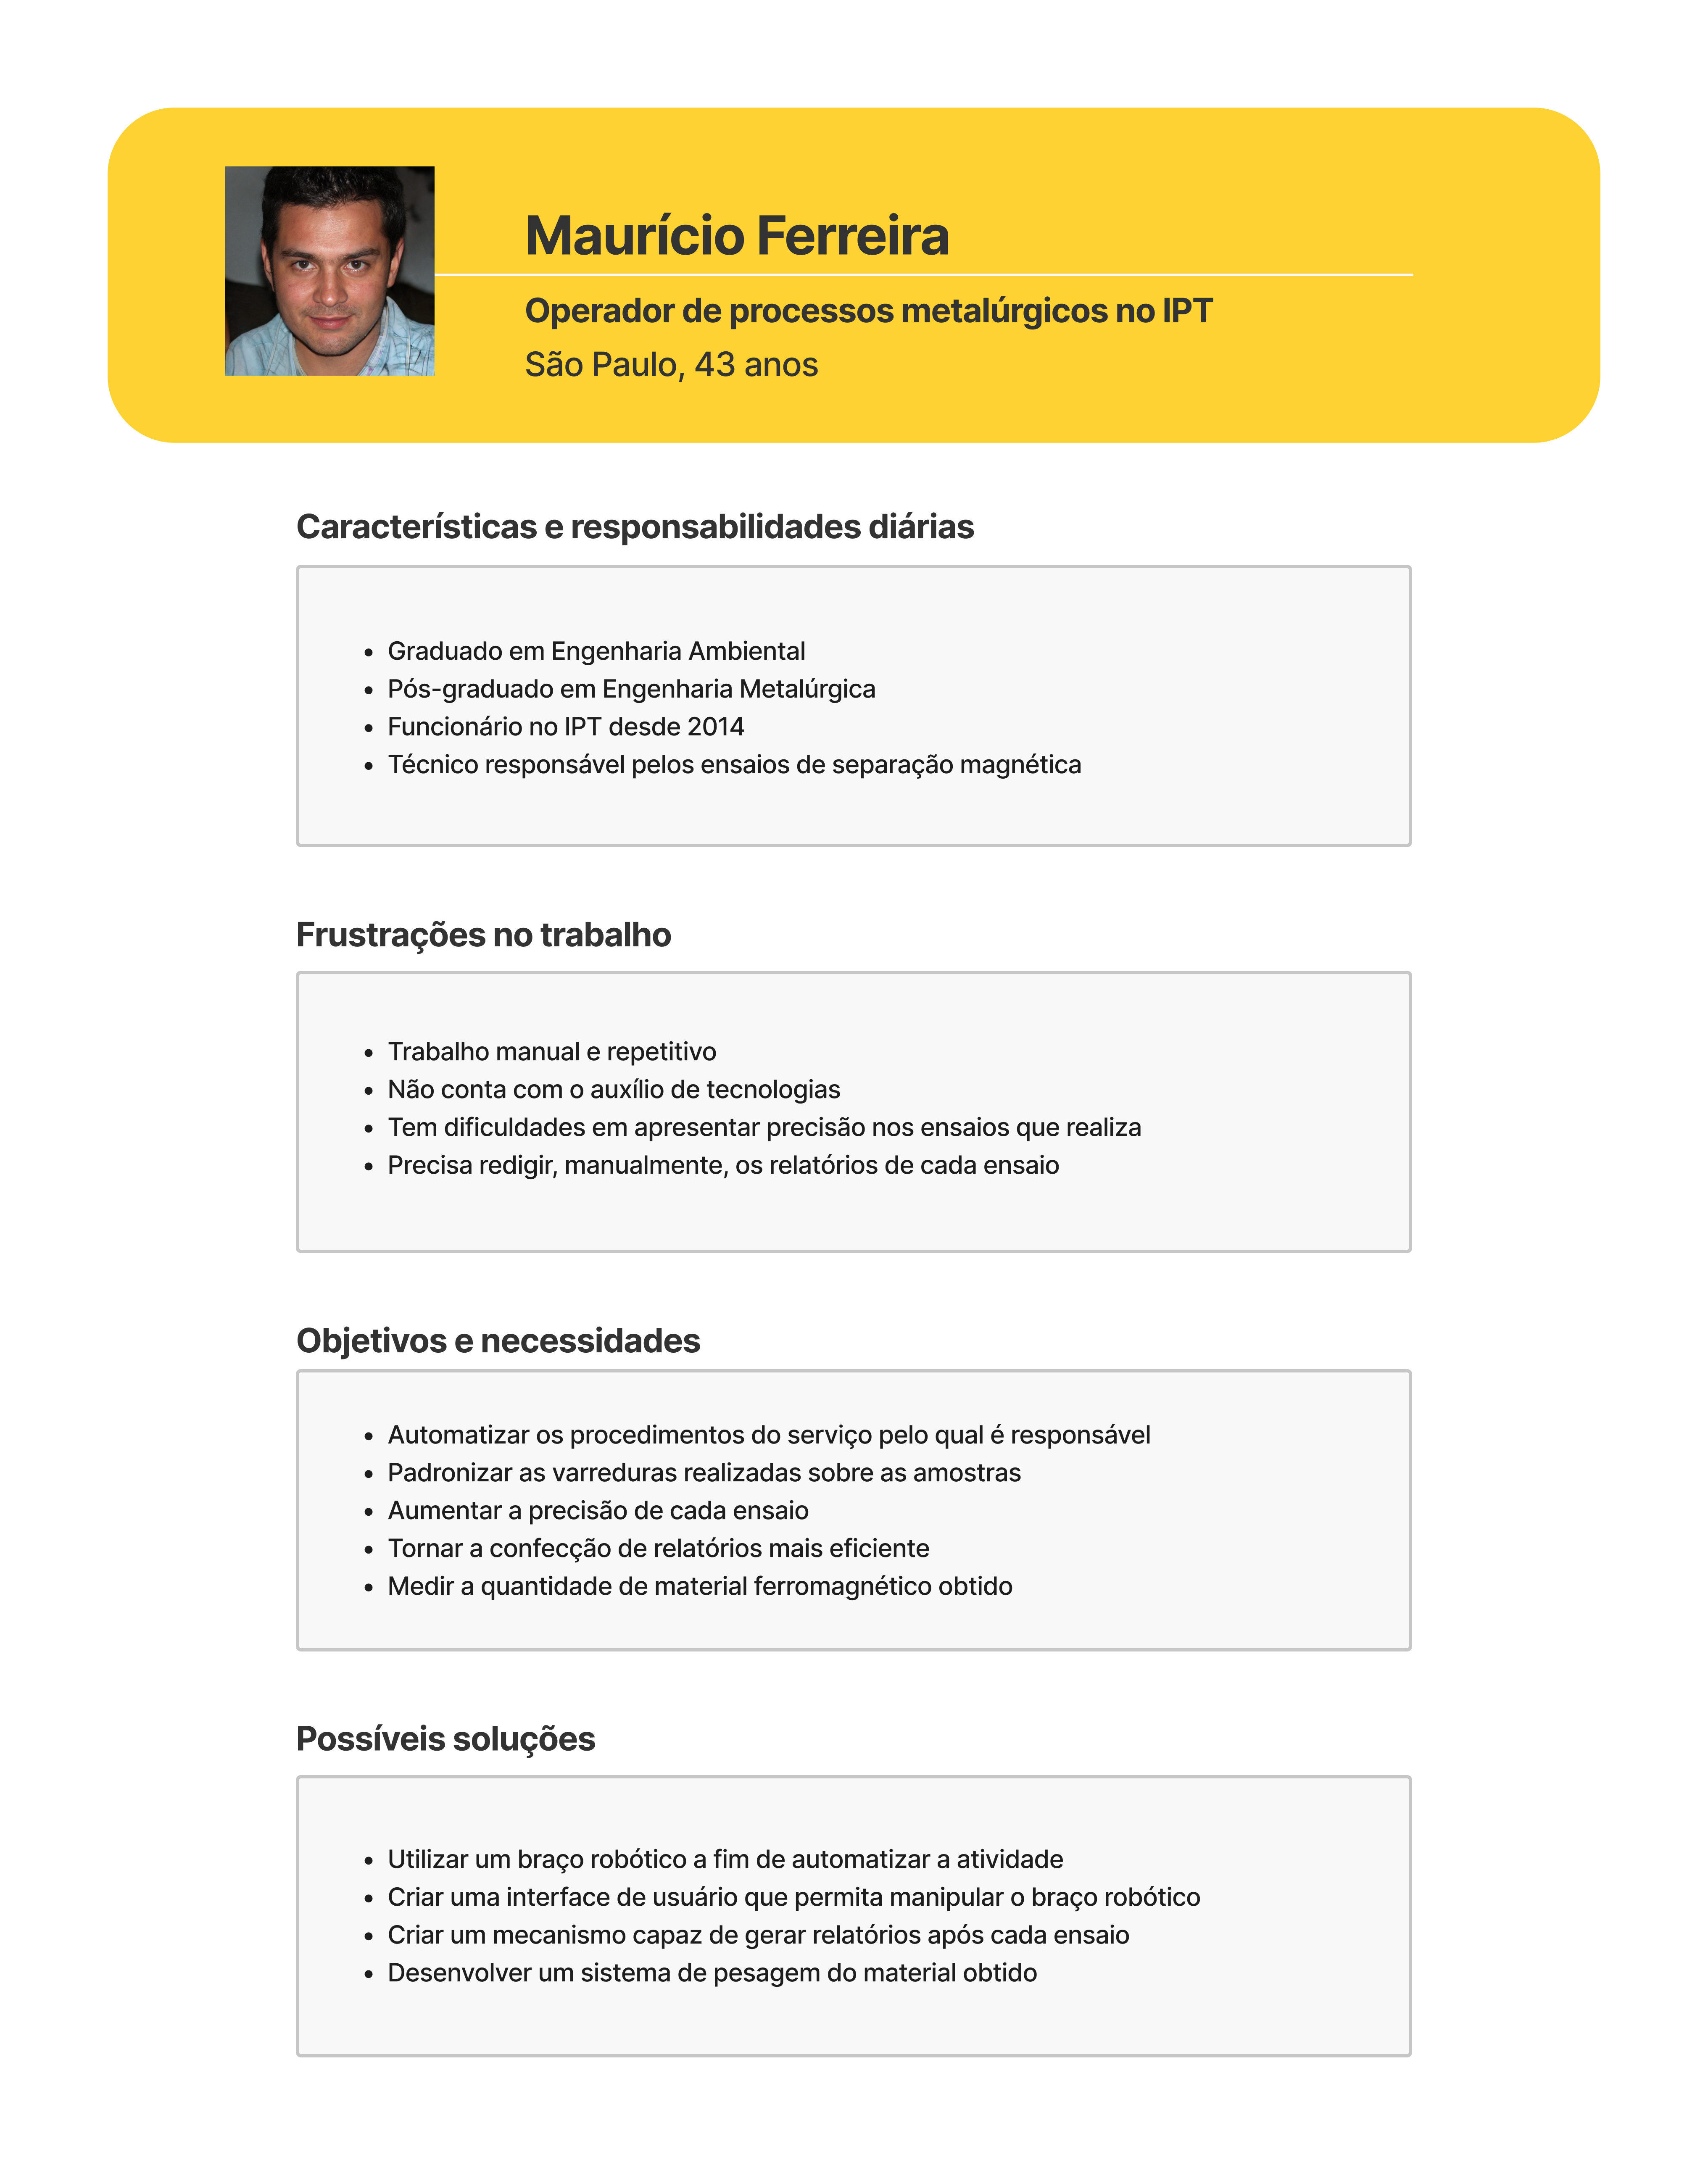 Maurício Ferreira
Operador de processos metalúrgicos no IPT
São Paulo, 43 anos
Características e responsabilidades diárias
• Graduado em Engenharia Ambiental
• Pós-graduado em Engenharia Metalúrgica
• Funcionário no IPT desde 2014
• Técnico responsável pelos ensaios de separação magnética
Frustrações no trabalho
• Trabalho manual e repetitivo
• Não conta com o auxílio de tecnologias
• Tem dificuldades em apresentar precisão nos ensaios que realiza
• Precisa redigir, manualmente, os relatórios de cada ensaio
Objetivos e necessidades
• Automatizar os procedimentos do serviço pelo qual é responsável
• Padronizar as varreduras realizadas sobre as amostras
• Aumentar a precisão de cada ensaio
• Tornar a confecção de relatórios mais eficiente
• Medir a quantidade de material ferromagnético obtido
Possíveis soluções
• Utilizar um braço robótico a fim de automatizar a atividade
• Criar uma interface de usuário que permita manipular o braço robótico
• Criar um mecanismo capaz de gerar relatórios após cada ensaio
• Desenvolver um sistema de pesagem do material obtido